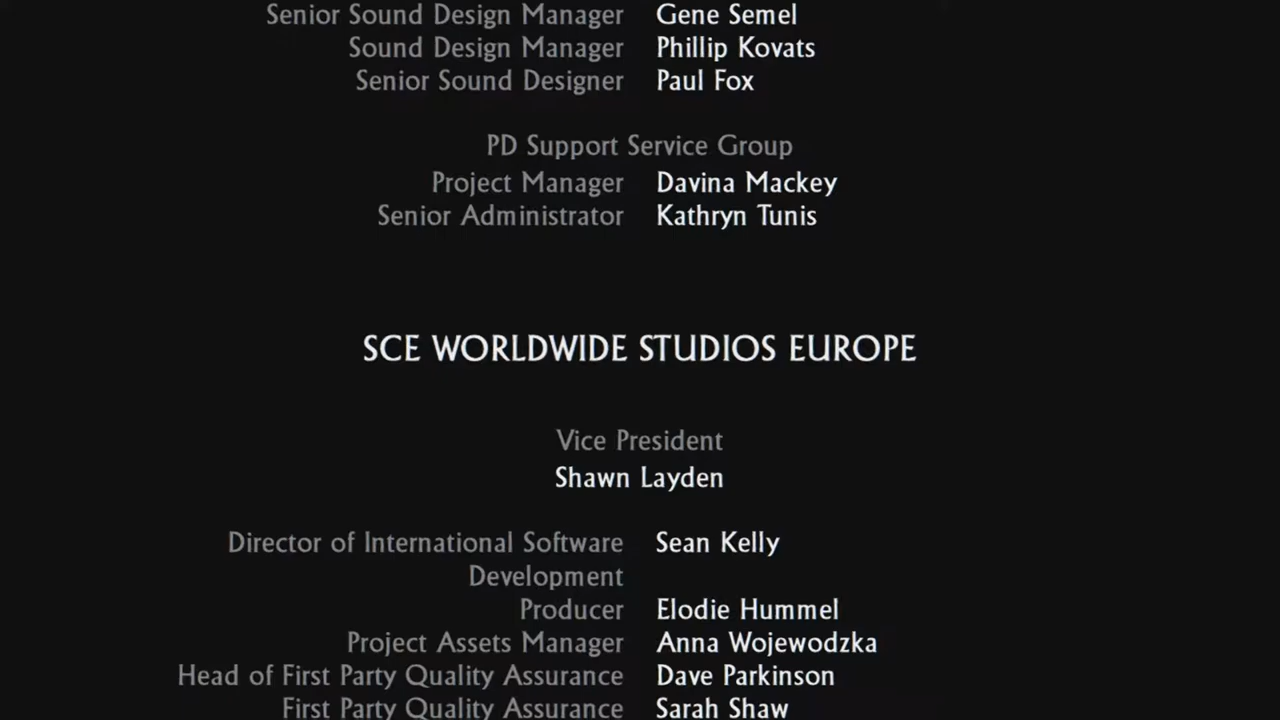 Senior Sound Design Manager Gene Semel
Sound Design Manager Phillip Kovats
Senior Sound Designer Paul Fox
PD Support Service Group
Project Manager Davina Mackey
Senior Administrator Kathryn Tunis
SCE WORLDWIDE STUDIOS EUROPE
Vice President
Shawn Layden
Director of International Software Sean Kelly
Development
Producer Elodie Hummel
Project Assets Manager Anna Wojewodzka
Head of First Party Quality Assurance Dave Parkinson
First Party Quality Assurance Sarah Shaw